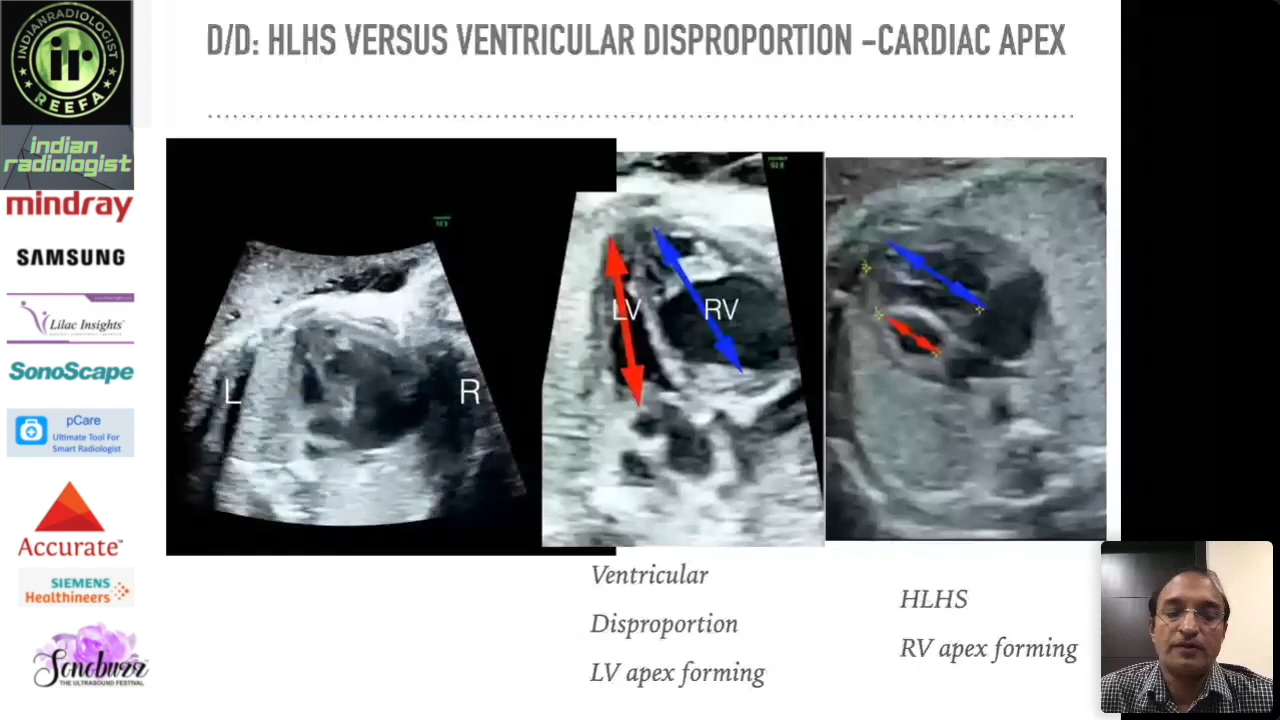 D/D: HLHS VERSUS VENTRICULAR DISPROPORTION –CARDIAC APEX
INDIANRADIOLOGIST
ir
REEFA
indian
radiologist
mindray
SAMSUNG
Lilac Insights
SonoScape
pCare
Ultimate Tool For
Smart Radiologist
Accurate™
SIEMENS
Healthineers
Sonobuzz
THE ULTRASOUND FESTIVAL
L
R
LV
RV
Ventricular
Disproportion
LV apex forming
HLHS
RV apex forming